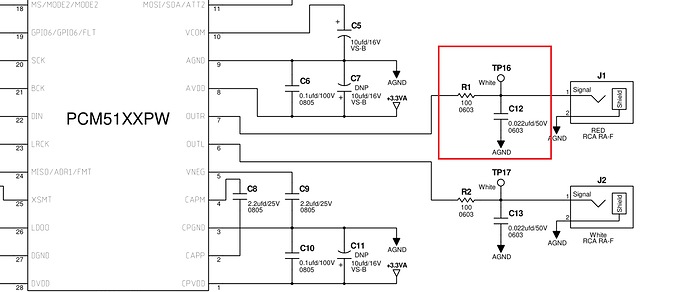 18
MS/MODE2/MODE2
MOSI/SDA/ATT2
11
19
GPIO6/GPIO6/FLT
VCOM
10
20
SCK
AGND
9
21
BCK
AVDD
8
22
DIN
PCM51XXPW
OUTR
7
23
LRCK
OUTL
6
24
MISO/ADR1/FMT
VNEG
5
25
XSMT
CAPM
4
26
LDOO
CPGND
3
27
DGND
CAPP
2
28
DVDD
CPVDD
1
+
C5
10ufd/16V
VS-B
C6
0.1ufd/100V
0805
C7
DNP
+
10ufd/16V
VS-B
AGND
+3.3VA
TP16
White
R1
100
0603
C12
0.022ufd/50V
0603
AGND
J1
1
Signal
Shield
2
AGND
RED
RCA RA-F
TP17
White
R2
100
0603
C13
0.022ufd/50V
0603
AGND
J2
1
Signal
Shield
2
AGND
White
RCA RA-F
C8
2.2ufd/25V
0805
C9
2.2ufd/25V
0805
C10
0.1ufd/100V
0805
C11
DNP
+
10ufd/16V
VS-B
AGND
+3.3VA